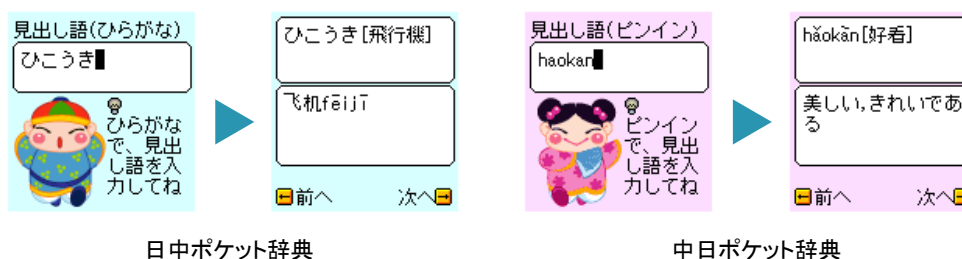 見出し語(ひらがな)
ひこうき
ひらがな
で、見出
し語を入
力してね
ひこうき[飛行機]
飞机fēijī
前へ 次へ
日中ポケット辞典
見出し語(ピンイン)
haokan
ピンイン
で、見出
し語を入
力してね
hǎokàn[好看]
美しい,きれいであ
る
前へ 次へ
中日ポケット辞典